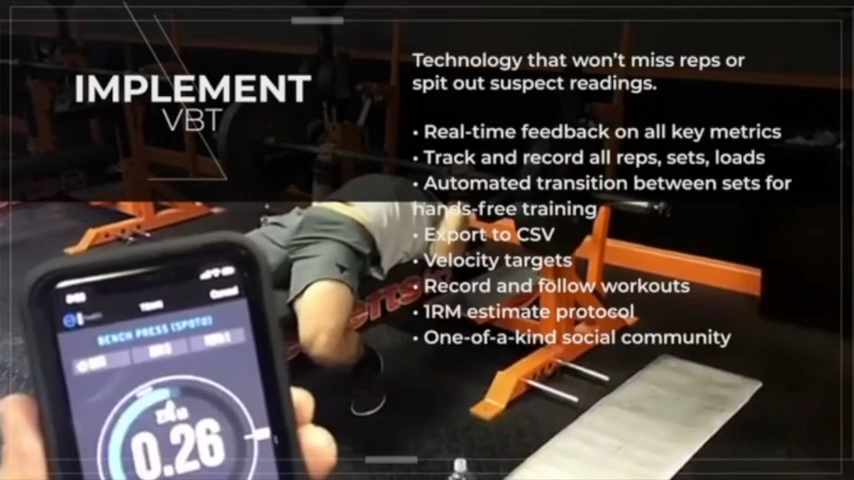 IMPLEMENT
VBT
Technology that won't miss reps or
spit out suspect readings.
• Real-time feedback on all key metrics
• Track and record all reps, sets, loads
• Automated transition between sets for
hands-free training
• Export to CSV
• Velocity targets
• Record and follow workouts
• 1RM estimate protocol
• One-of-a-kind social community
BENCH PRESS (SPOTO)
0.26